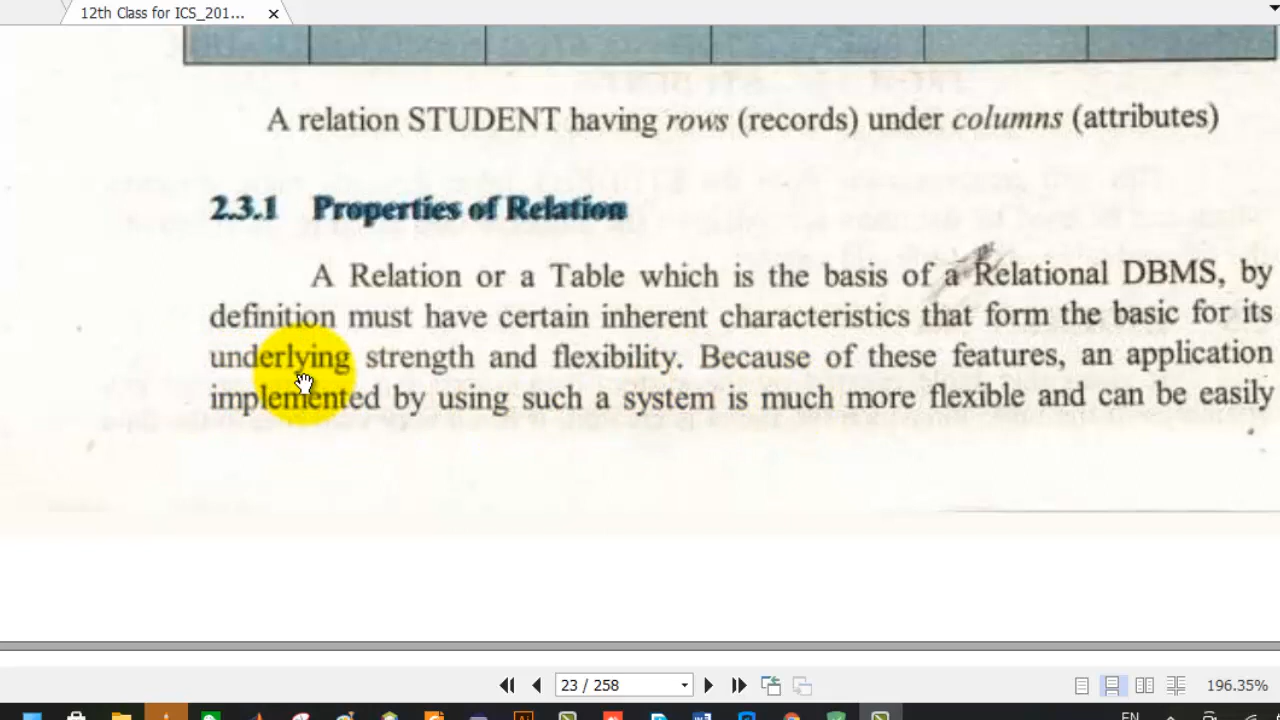 12th Class for ICS_201...
A relation STUDENT having rows (records) under columns (attributes)
2.3.1 Properties of Relation
A Relation or a Table which is the basis of a Relational DBMS, by
definition must have certain inherent characteristics that form the basic for its
underlying strength and flexibility. Because of these features, an application
implemented by using such a system is much more flexible and can be easily
23 / 258
196.35%
EN